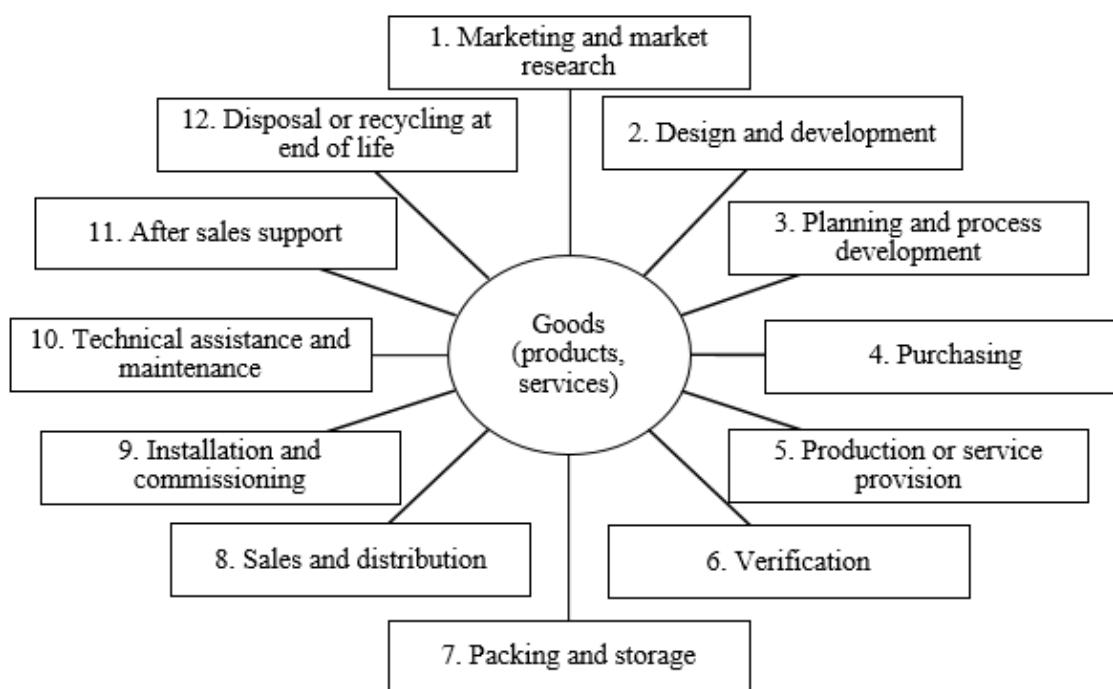 1. Marketing and market
research
2. Design and development
3. Planning and process
development
4. Purchasing
5. Production or service
provision
6. Verification
7. Packing and storage
8. Sales and distribution
9. Installation and
commissioning
10. Technical assistance and
maintenance
11. After sales support
12. Disposal or recycling at
end of life
Goods
(products,
services)